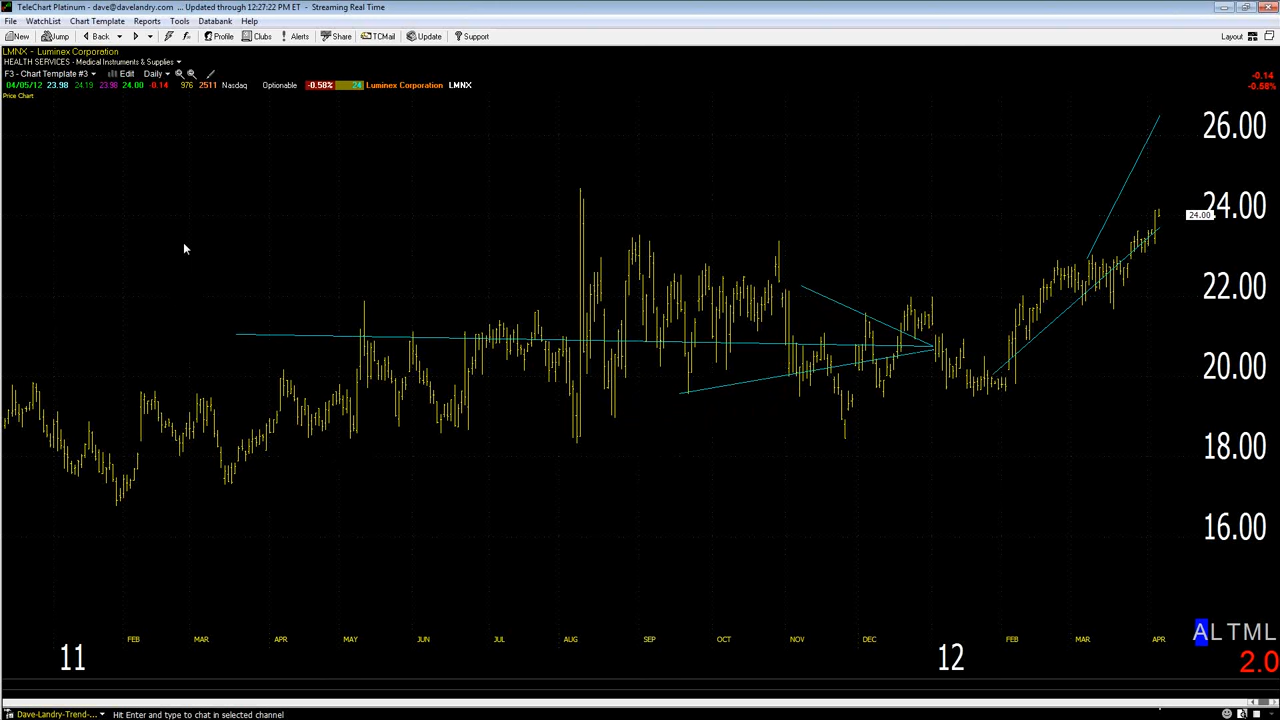 TeleChart Platinum - dave@davelandry.com ... Updated through 12:27:22 PM ET - Streaming Real Time
File WatchList Chart Template Reports Tools Databank Help
New Jump Back Profile Clubs Alerts Share TCMail Update Support Layout
LMNX - Luminex Corporation
HEALTH SERVICES - Medical Instruments & Supplies
F3 - Chart Template #3 Edit Daily
04/05/12 23.98 24.19 23.98 24.00 -0.14 976 2511 Nasdaq Optionable -0.58% 24 Luminex Corporation LMNX
-0.14
-0.58%
Price Chart
26.00
24.00
24.00
22.00
20.00
18.00
16.00
FEB MAR APR MAY JUN JUL AUG SEP OCT NOV DEC FEB MAR APR
11 12
ALTML
2.0
Dave-Landry-Trend-... Hit Enter and type to chat in selected channel